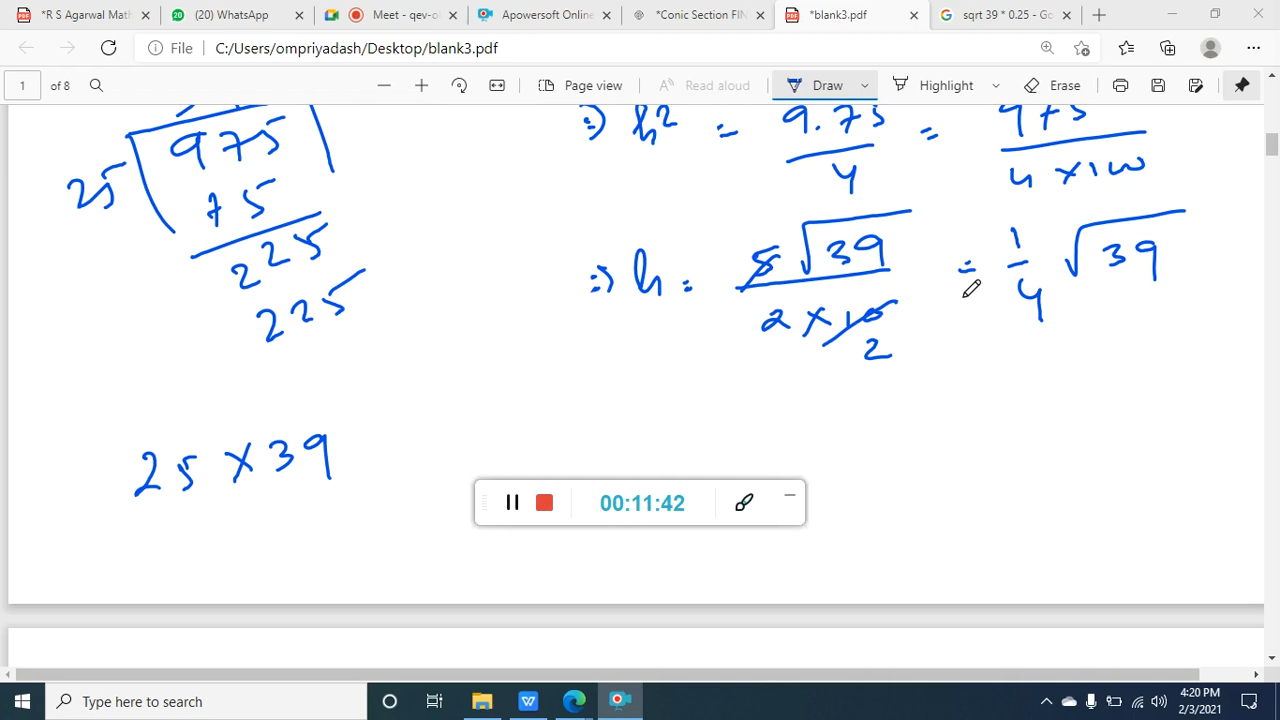 *R S Agarwal Math
(20) WhatsApp
Meet - qev-o
Apowersoft Online
*Conic Section FIN
*blank3.pdf
sqrt 39 * 0.25 - Go
File C:/Users/ompriyadash/Desktop/blank3.pdf
1 of 8
Page view
Read aloud
Draw
Highlight
Erase
25 975
75
225
225
⇒ h² = 9.75/4 = 975/(4×100)
⇒ h = 5√39/(2×10) = 1/4 √39
2
25 × 39
00:11:42
Type here to search
4:20 PM
2/3/2021